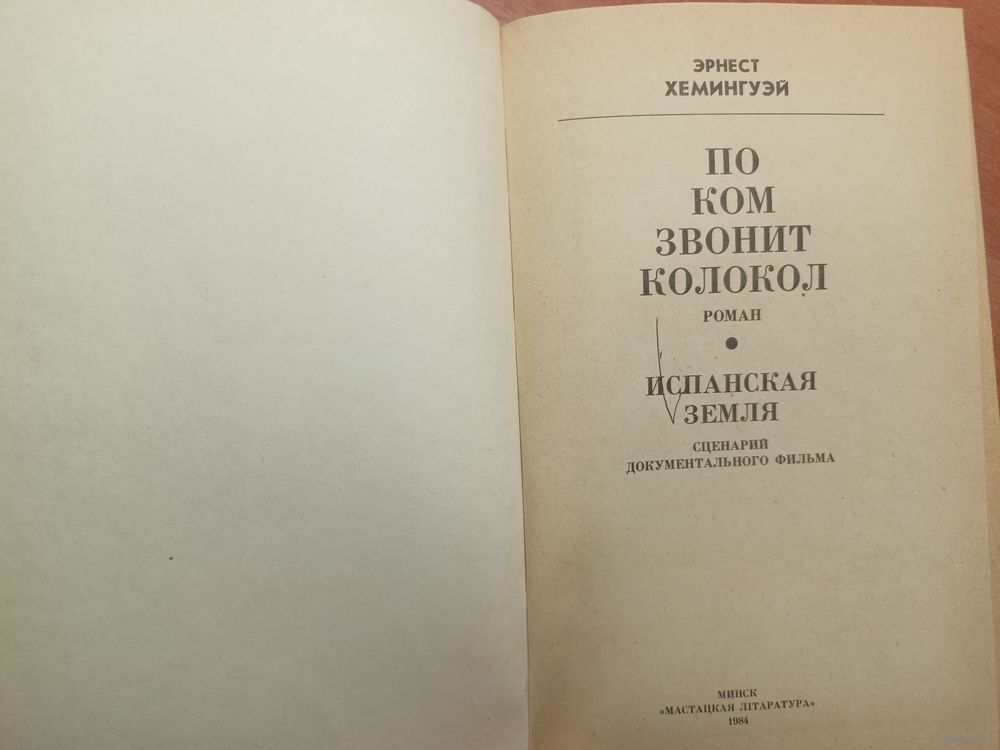 ЭРНЕСТ
ХЕМИНГУЭЙ
ПО
КОМ
ЗВОНИТ
КОЛОКОЛ
РОМАН
ИСПАНСКАЯ
ЗЕМЛЯ
СЦЕНАРИЙ
ДОКУМЕНТАЛЬНОГО ФИЛЬМА
МИНСК
«МАСТАЦКАЯ ЛІТАРАТУРА»
1984